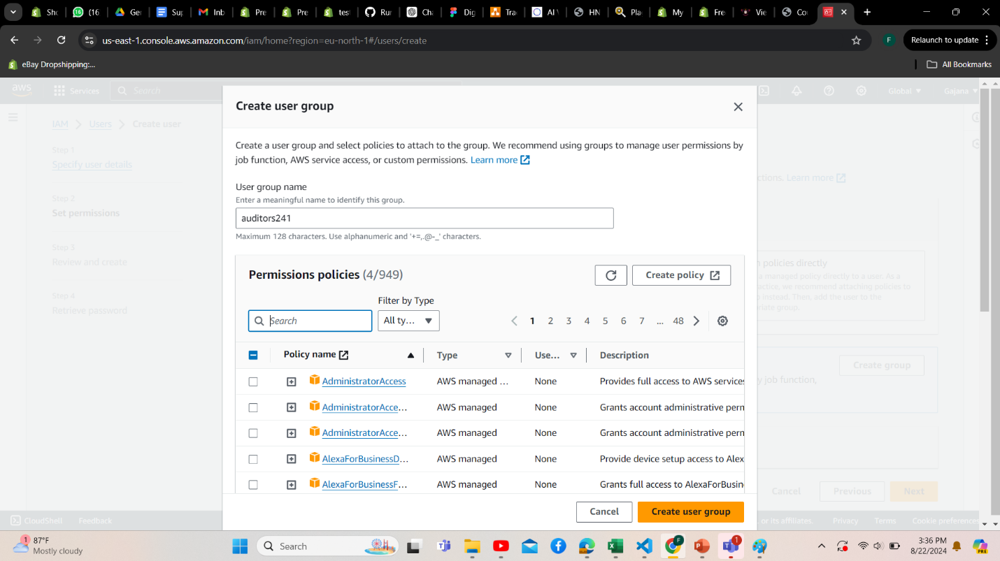 Sho
(16
Ger
Sup
Inb
Pre
Pre
test
Rur
Cha
Dig
Trac
AI V
HN
Plac
My
Fre
Vie
Co
us-east-1.console.aws.amazon.com/iam/home?region=eu-north-1#/users/create
F
Relaunch to update
eBay Dropshipping:...
All Bookmarks
aws
Services
Search
Global
Gajana
IAM
Users
Create user
Step 1
Specify user details
Step 2
Set permissions
Step 3
Review and create
Step 4
Retrieve password
Create user group
Create a user group and select policies to attach to the group. We recommend using groups to manage user permissions by
job function, AWS service access, or custom permissions. Learn more
User group name
Enter a meaningful name to identify this group.
auditors241
Maximum 128 characters. Use alphanumeric and '+=,.@-_' characters.
Permissions policies (4/949)
Create policy
Filter by Type
Search
All ty...
1 2 3 4 5 6 7 ... 48
Policy name
Type
Use...
Description
AdministratorAccess
AWS managed ...
None
Provides full access to AWS services
AdministratorAcce...
AWS managed
None
Grants account administrative perm
AdministratorAcce...
AWS managed
None
Grants account administrative perm
AlexaForBusinessD...
AWS managed
None
Provide device setup access to Alex
AlexaForBusinessF...
AWS managed
None
Grants full access to AlexaForBusin
Cancel
Create user group
ctions. Learn more
policies directly
a managed policy directly to a user. As a
actice, we recommend attaching policies to
instead. Then, add the user to the
riate group.
Create group
y job function,
Cancel
Previous
Next
CloudShell
Feedback
or its affiliates.
Privacy
Terms
Cookie preferences
1
87°F
Mostly cloudy
Search
F
1
3:36 PM
8/22/2024
PRE